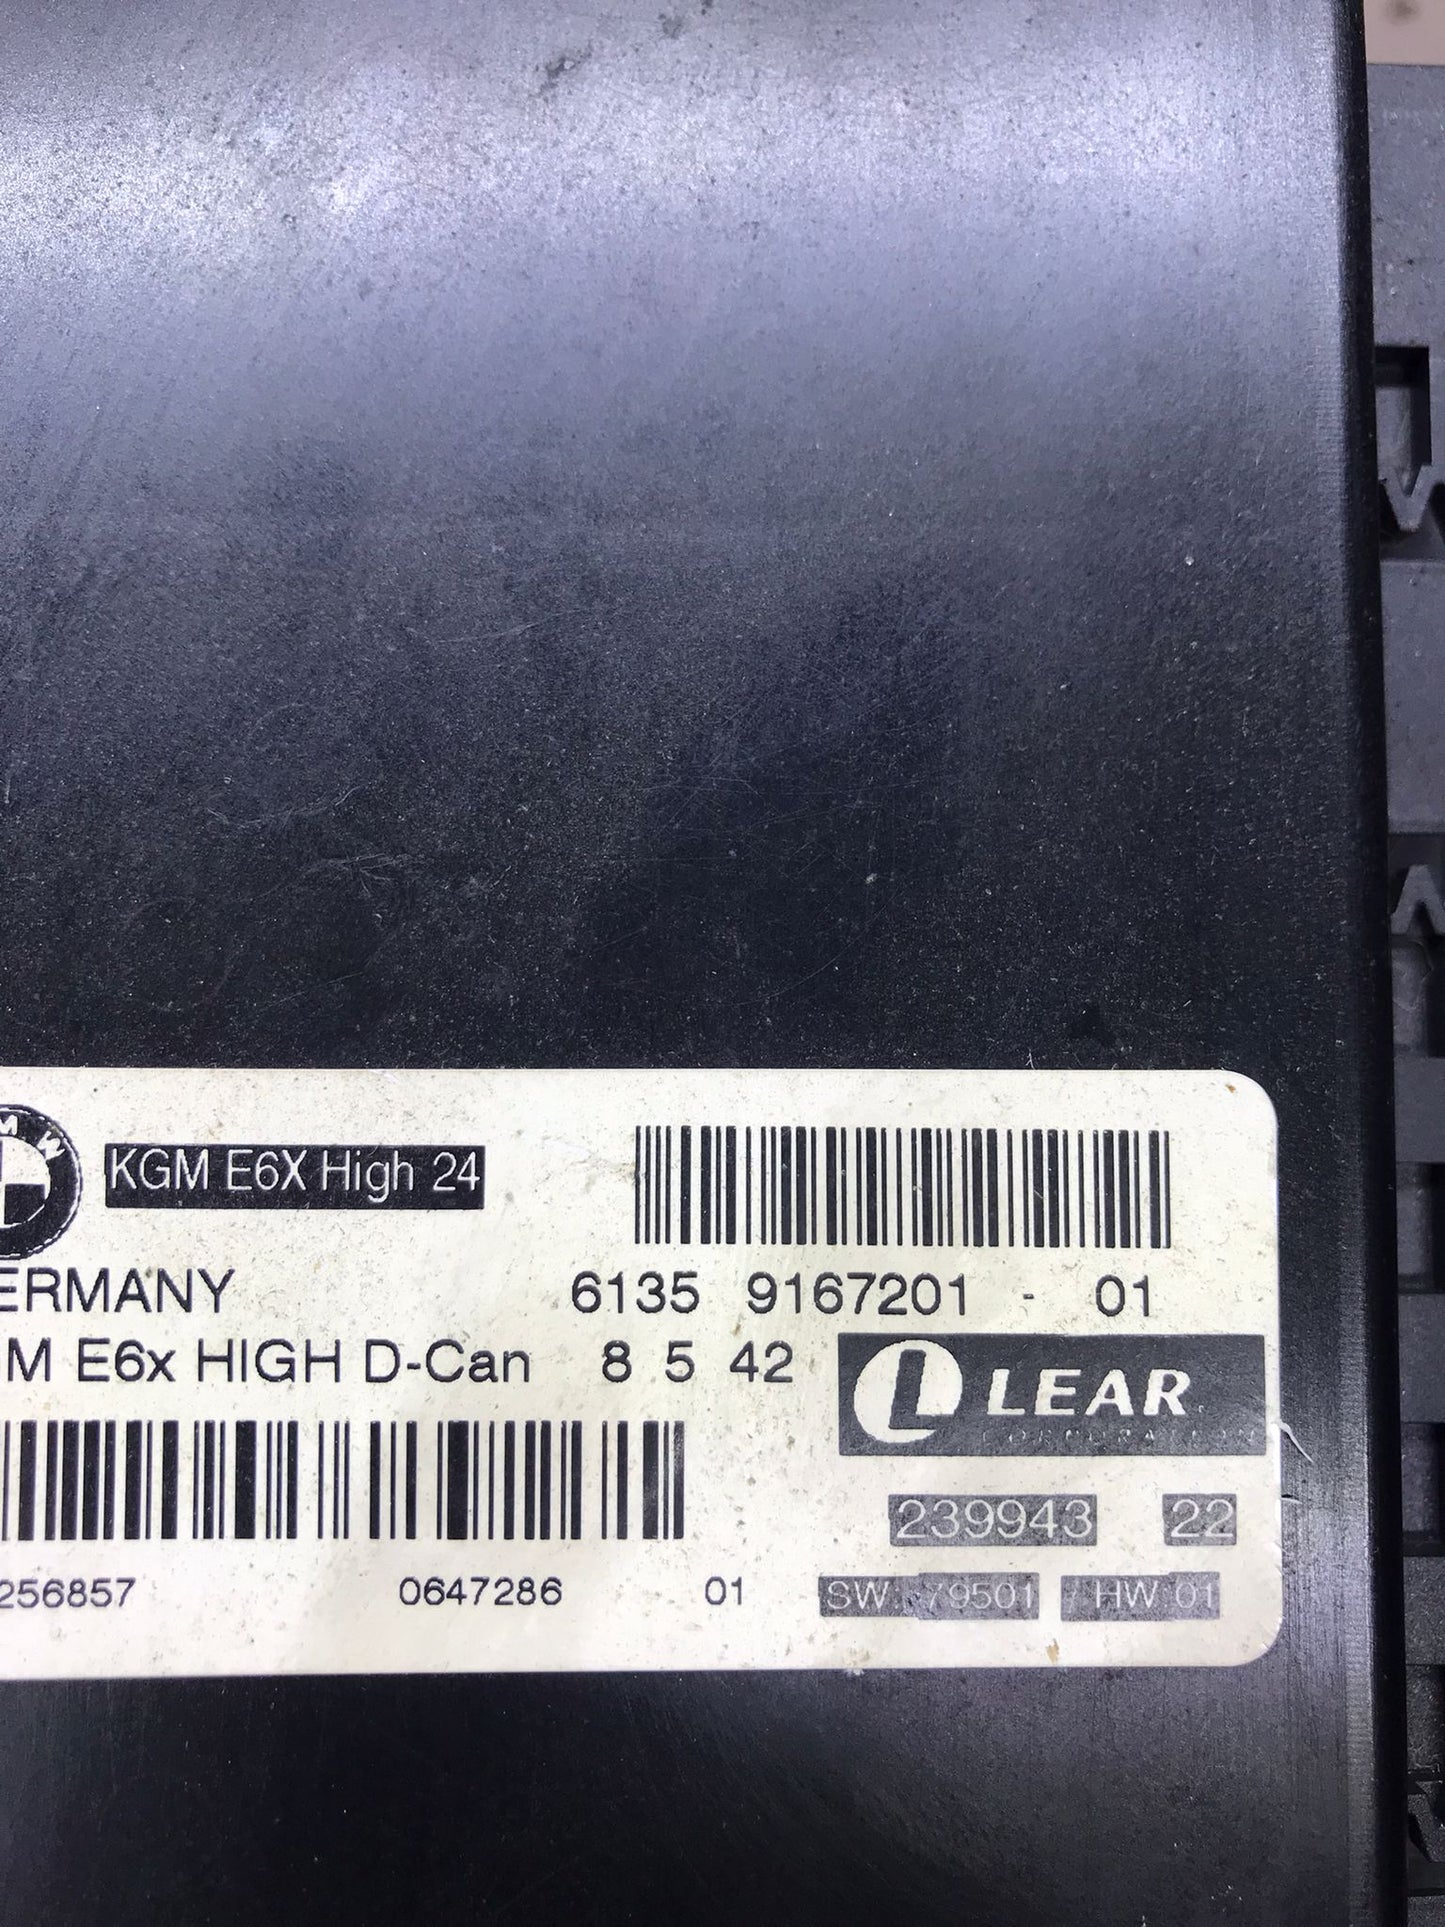 KGM E6X High 24
ERMANY 6135 9167201 - 01
M E6x HIGH D-Can 8 5 42
LEAR
CORPORATION
239943 22
256857 0647286 01 SW: 79501 / HW:01